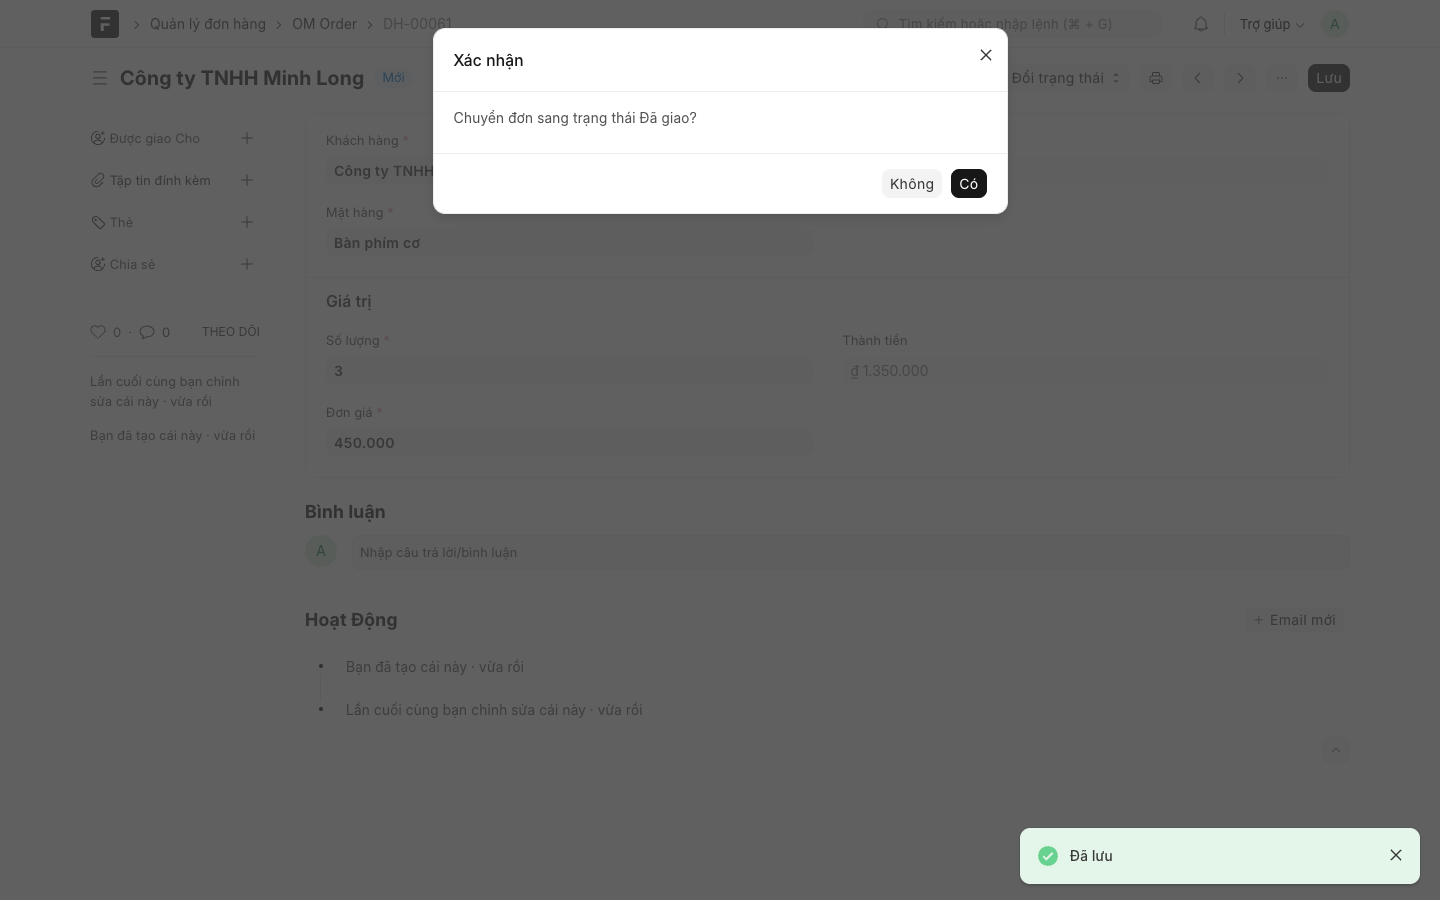 Quản lý đơn hàng
OM Order
DH-00061
Tìm kiếm hoặc nhập lệnh (⌘ + G)
Trợ giúp
A
Xác nhận
Chuyển đơn sang trạng thái Đã giao?
Không
Có
Công ty TNHH Minh Long
Mới
Đổi trạng thái
Lưu
Được giao Cho
Tập tin đính kèm
Thẻ
Chia sẻ
0 · 0
THEO DÕI
Lần cuối cùng bạn chỉnh
sửa cái này · vừa rồi
Bạn đã tạo cái này · vừa rồi
Khách hàng *
Công ty TNHH
Mặt hàng *
Bàn phím cơ
Giá trị
Số lượng *
3
Thành tiền
₫ 1.350.000
Đơn giá *
450.000
Bình luận
A
Nhập câu trả lời/bình luận
Hoạt Động
+ Email mới
Bạn đã tạo cái này · vừa rồi
Lần cuối cùng bạn chỉnh sửa cái này · vừa rồi
Đã lưu